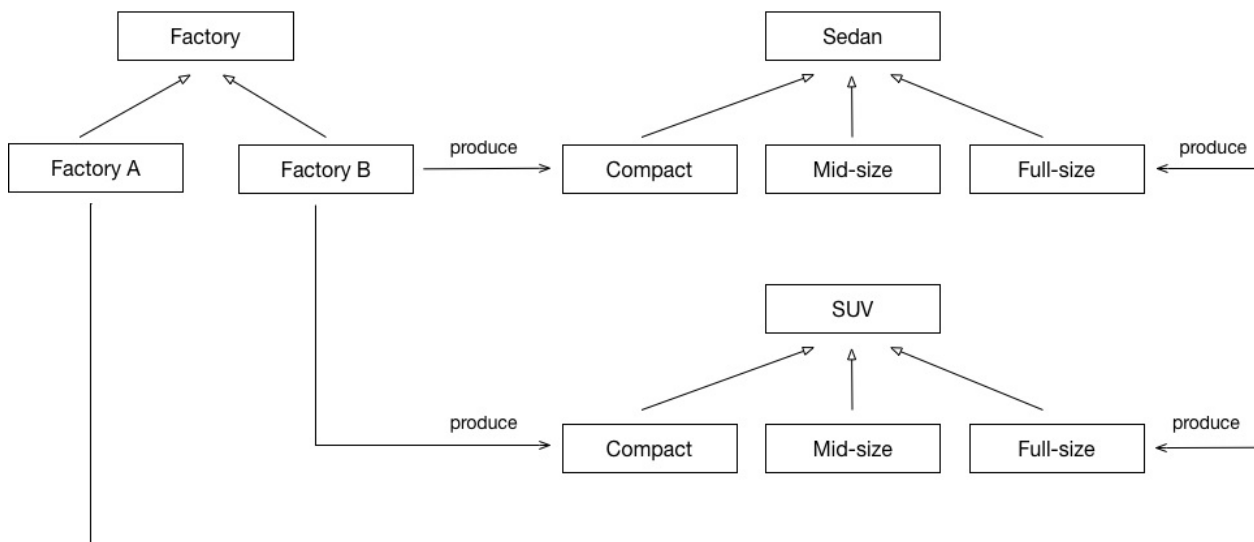 Factory
Sedan
Factory A
Factory B
produce
Compact
Mid-size
Full-size
produce
SUV
produce
Compact
Mid-size
Full-size
produce